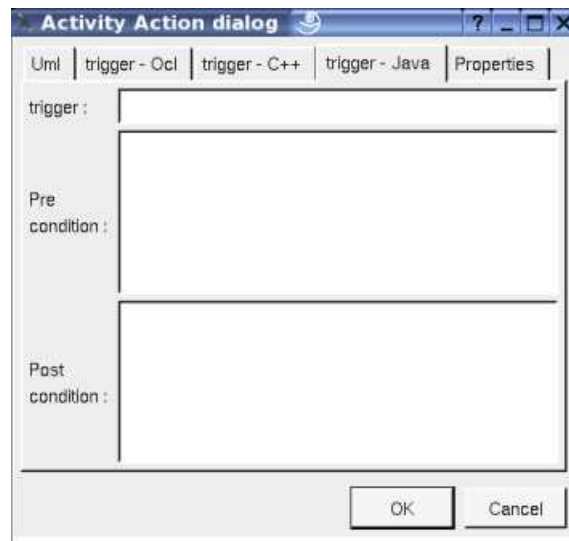 Activity Action dialog
Uml trigger - Ocl trigger - C++ trigger - Java Properties
trigger :
Pre
condition :
Post
condition :
OK Cancel